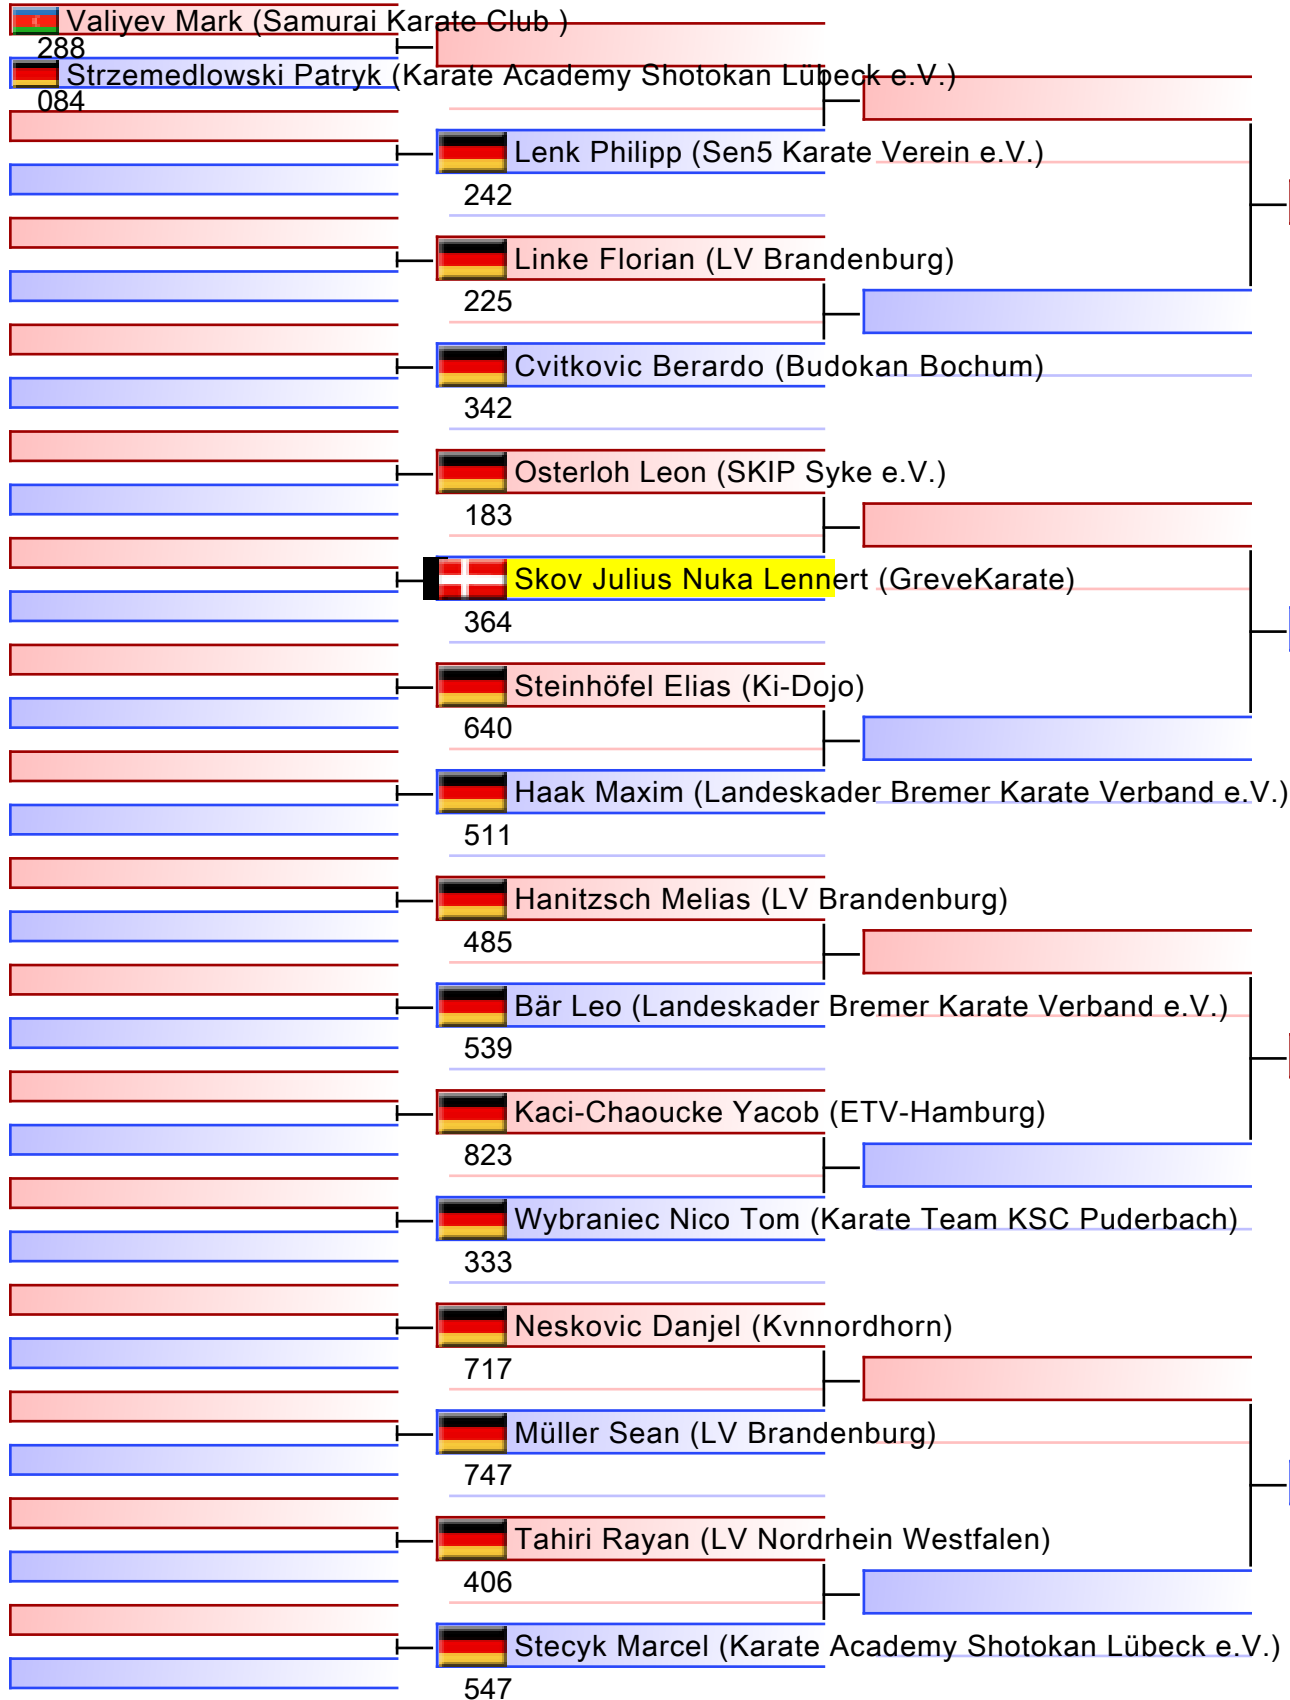 Valiyev Mark (Samurai Karate Club )
288
Strzemedlowski Patryk (Karate Academy Shotokan Lübeck e.V.)
084
Lenk Philipp (Sen5 Karate Verein e.V.)
242
Linke Florian (LV Brandenburg)
225
Cvitkovic Berardo (Budokan Bochum)
342
Osterloh Leon (SKIP Syke e.V.)
183
Skov Julius Nuka Lennert (GreveKarate)
364
Steinhöfel Elias (Ki-Dojo)
640
Haak Maxim (Landeskader Bremer Karate Verband e.V.)
511
Hanitzsch Melias (LV Brandenburg)
485
Bär Leo (Landeskader Bremer Karate Verband e.V.)
539
Kaci-Chaoucke Yacob (ETV-Hamburg)
823
Wybraniec Nico Tom (Karate Team KSC Puderbach)
333
Neskovic Danjel (Kvnnordhorn)
717
Müller Sean (LV Brandenburg)
747
Tahiri Rayan (LV Nordrhein Westfalen)
406
Stecyk Marcel (Karate Academy Shotokan Lübeck e.V.)
547